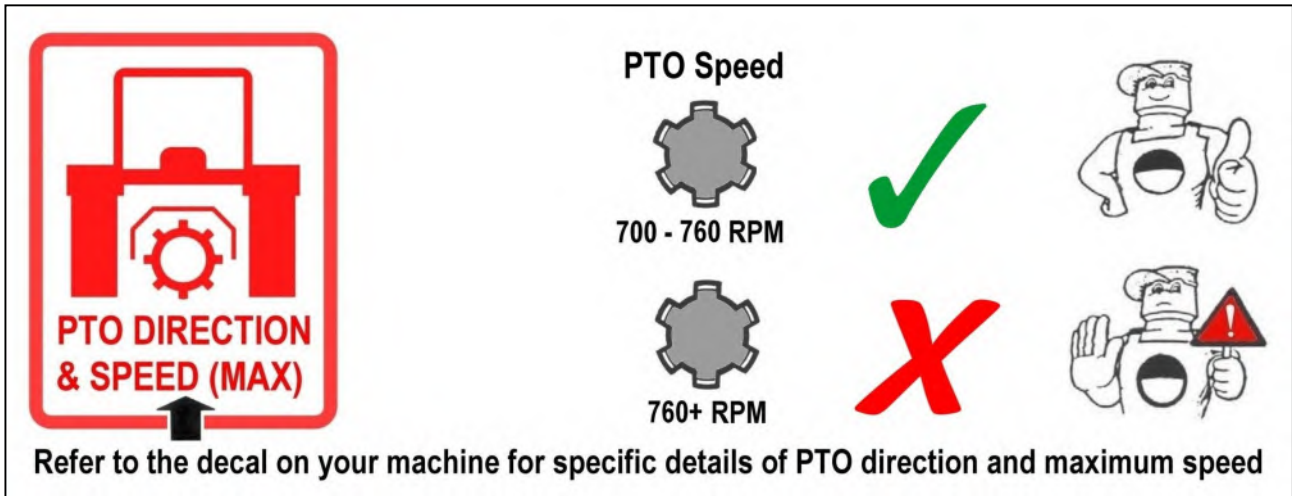 PTO DIRECTION
& SPEED (MAX)
PTO Speed
700 - 760 RPM
760+ RPM
Refer to the decal on your machine for specific details of PTO direction and maximum speed